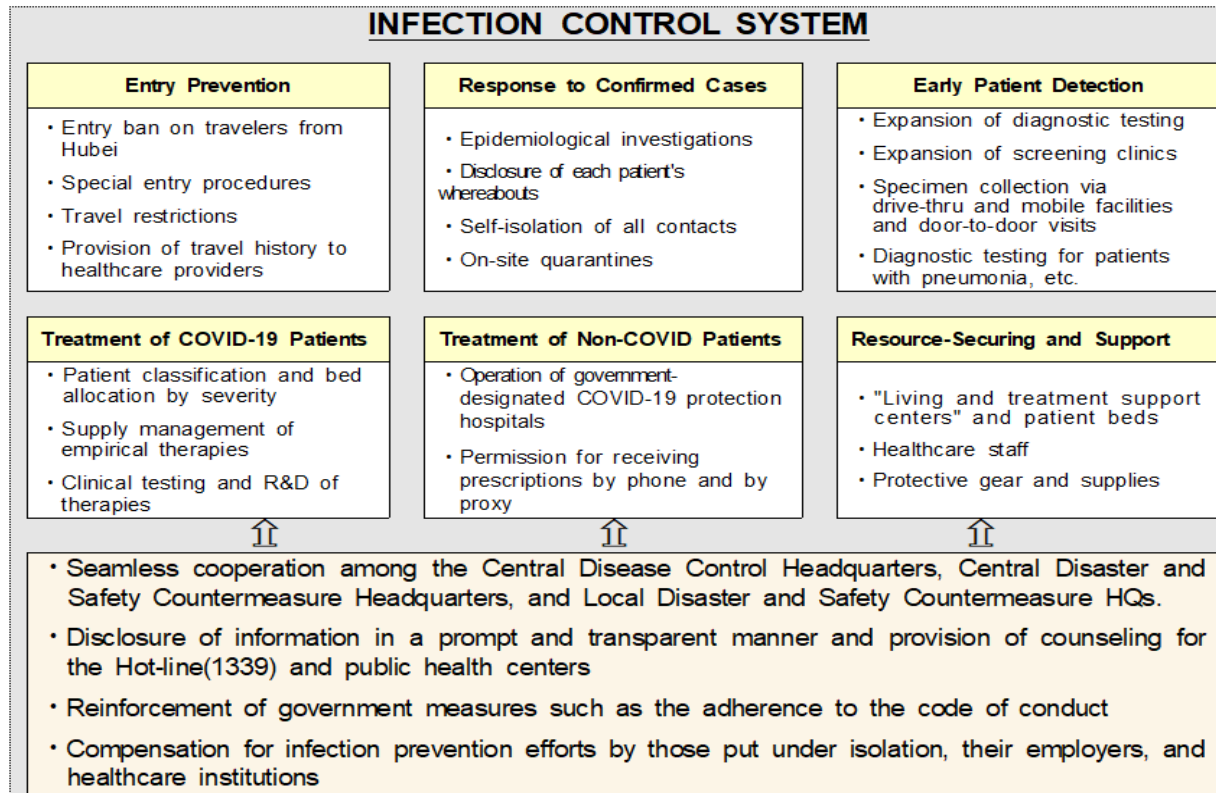 INFECTION CONTROL SYSTEM
Entry Prevention
· Entry ban on travelers from
Hubei
· Special entry procedures
· Travel restrictions
· Provision of travel history to
healthcare providers
Response to Confirmed Cases
· Epidemiological investigations
· Disclosure of each patient's
whereabouts
· Self-isolation of all contacts
· On-site quarantines
Early Patient Detection
· Expansion of diagnostic testing
· Expansion of screening clinics
· Specimen collection via
drive-thru and mobile facilities
and door-to-door visits
· Diagnostic testing for patients
with pneumonia, etc.
Treatment of COVID-19 Patients
· Patient classification and bed
allocation by severity
· Supply management of
empirical therapies
· Clinical testing and R&D of
therapies
Treatment of Non-COVID Patients
· Operation of government-
designated COVID-19 protection
hospitals
· Permission for receiving
prescriptions by phone and by
proxy
Resource-Securing and Support
· "Living and treatment support
centers" and patient beds
· Healthcare staff
· Protective gear and supplies
· Seamless cooperation among the Central Disease Control Headquarters, Central Disaster and
Safety Countermeasure Headquarters, and Local Disaster and Safety Countermeasure HQs.
· Disclosure of information in a prompt and transparent manner and provision of counseling for
the Hot-line(1339) and public health centers
· Reinforcement of government measures such as the adherence to the code of conduct
· Compensation for infection prevention efforts by those put under isolation, their employers, and
healthcare institutions